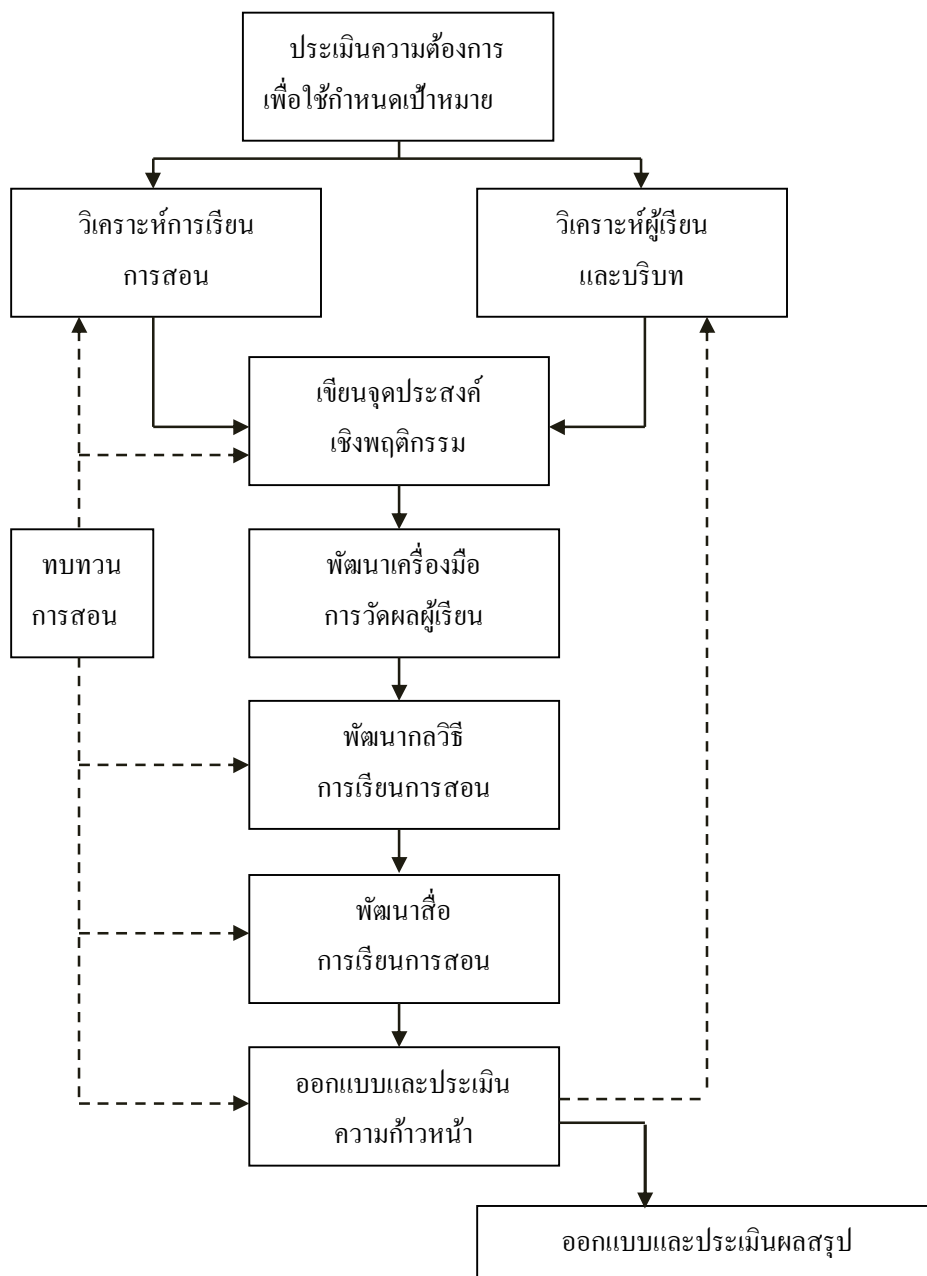 ประเมินความต้องการ
เพื่อใช้กำหนดเป้าหมาย
วิเคราะห์การเรียน
การสอน
วิเคราะห์ผู้เรียน
และบริบท
เขียนจุดประสงค์
เชิงพฤติกรรม
ทบทวน
การสอน
พัฒนาเครื่องมือ
การวัดผลผู้เรียน
พัฒนากลวิธี
การเรียนการสอน
พัฒนาสื่อ
การเรียนการสอน
ออกแบบและประเมิน
ความก้าวหน้า
ออกแบบและประเมินผลสรุป